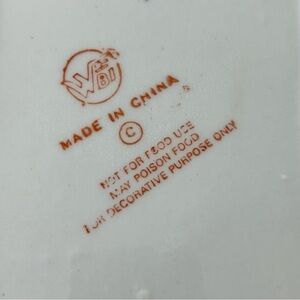 WBI
MADE IN CHINA
©
NOT FOR FOOD USE
MAY POISON FOOD
FOR DECORATIVE PURPOSE ONLY